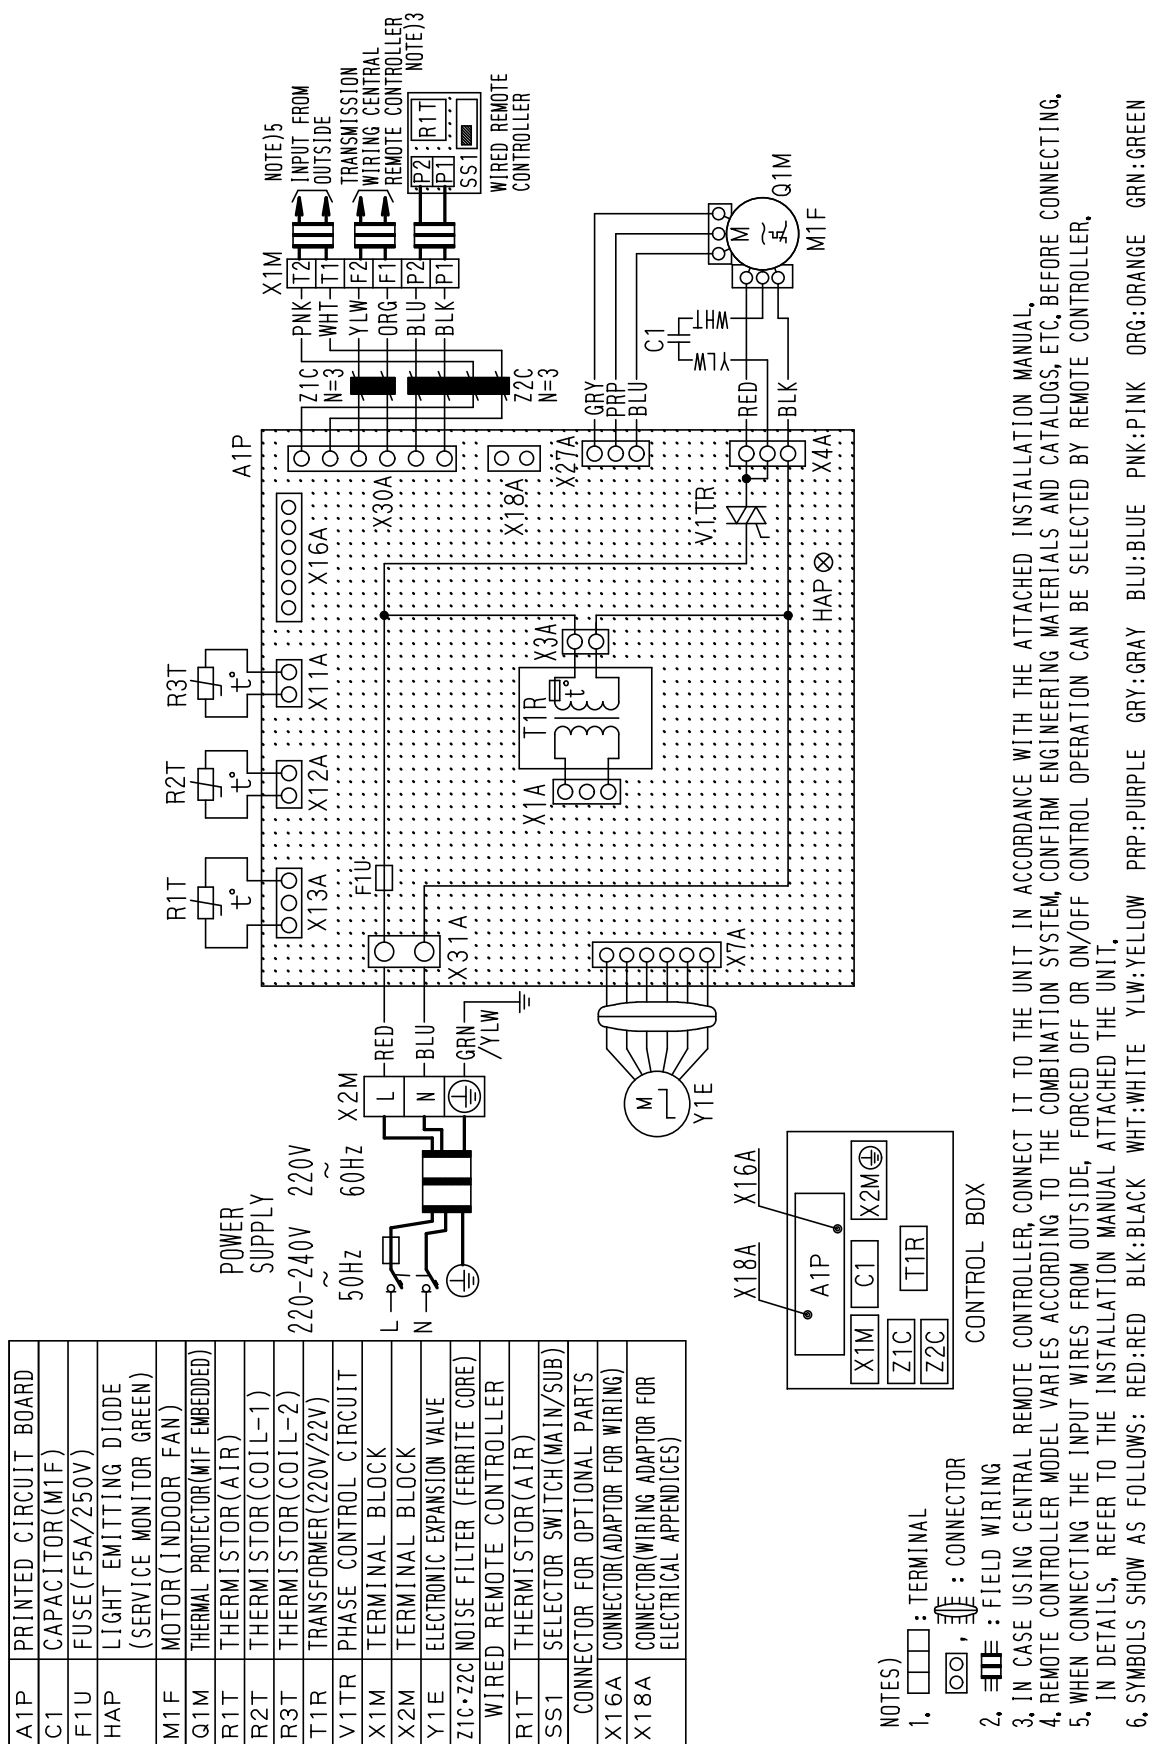 A1P PRINTED CIRCUIT BOARD
C1 CAPACITOR(M1F)
F1U FUSE(F5A/250V)
HAP LIGHT EMITTING DIODE
(SERVICE MONITOR GREEN)
M1F MOTOR(INDOOR FAN)
Q1M THERMAL PROTECTOR(M1F EMBEDDED)
R1T THERMISTOR(AIR)
R2T THERMISTOR(COIL-1)
R3T THERMISTOR(COIL-2)
T1R TRANSFORMER(220V/22V)
V1TR PHASE CONTROL CIRCUIT
X1M TERMINAL BLOCK
X2M TERMINAL BLOCK
Y1E ELECTRONIC EXPANSION VALVE
Z1C•Z2C NOISE FILTER (FERRITE CORE)
WIRED REMOTE CONTROLLER
R1T THERMISTOR(AIR)
SS1 SELECTOR SWITCH(MAIN/SUB)
CONNECTOR FOR OPTIONAL PARTS
X16A CONNECTOR(ADAPTOR FOR WIRING)
X18A CONNECTOR(WIRING ADAPTOR FOR
ELECTRICAL APPENDICES)
POWER
SUPPLY
220-240V 220V
~ ~
50Hz 60Hz
L
N
X2M
L
N
RED
BLU
GRN
/YLW
R1T
t°
X13A
R2T
t°
X12A
R3T
t°
X11A
X16A
A1P
X30A
X18A
X27A
X4A
V1TR
HAP
F1U
X31A
X3A
T1R
t°
X1A
X7A
M
Y1E
Z1C
N=3
Z2C
N=3
PNK
WHT
YLW
ORG
BLU
BLK
X1M
T2
T1
F2
F1
P2
P1
NOTE)5
INPUT FROM
OUTSIDE
TRANSMISSION
WIRING CENTRAL
REMOTE CONTROLLER
NOTE)3
P2
P1
R1T
SS1
WIRED REMOTE
CONTROLLER
GRY
PRP
BLU
C1
YLW
WHT
RED
BLK
M
~
Q1M
M1F
X18A
X16A
A1P
X1M
C1
X2M
Z1C
Z2C
T1R
CONTROL BOX
NOTES)
1. : TERMINAL
, : CONNECTOR
2. : FIELD WIRING
3. IN CASE USING CENTRAL REMOTE CONTROLLER, CONNECT IT TO THE UNIT IN ACCORDANCE WITH THE ATTACHED INSTALLATION MANUAL.
4. REMOTE CONTROLLER MODEL VARIES ACCORDING TO THE COMBINATION SYSTEM, CONFIRM ENGINEERING MATERIALS AND CATALOGS, ETC. BEFORE CONNECTING.
5. WHEN CONNECTING THE INPUT WIRES FROM OUTSIDE, FORCED OFF OR ON/OFF CONTROL OPERATION CAN BE SELECTED BY REMOTE CONTROLLER.
IN DETAILS, REFER TO THE INSTALLATION MANUAL ATTACHED THE UNIT.
6. SYMBOLS SHOW AS FOLLOWS: RED:RED BLK:BLACK WHT:WHITE YLW:YELLOW PRP:PURPLE GRY:GRAY BLU:BLUE PNK:PINK ORG:ORANGE GRN:GREEN